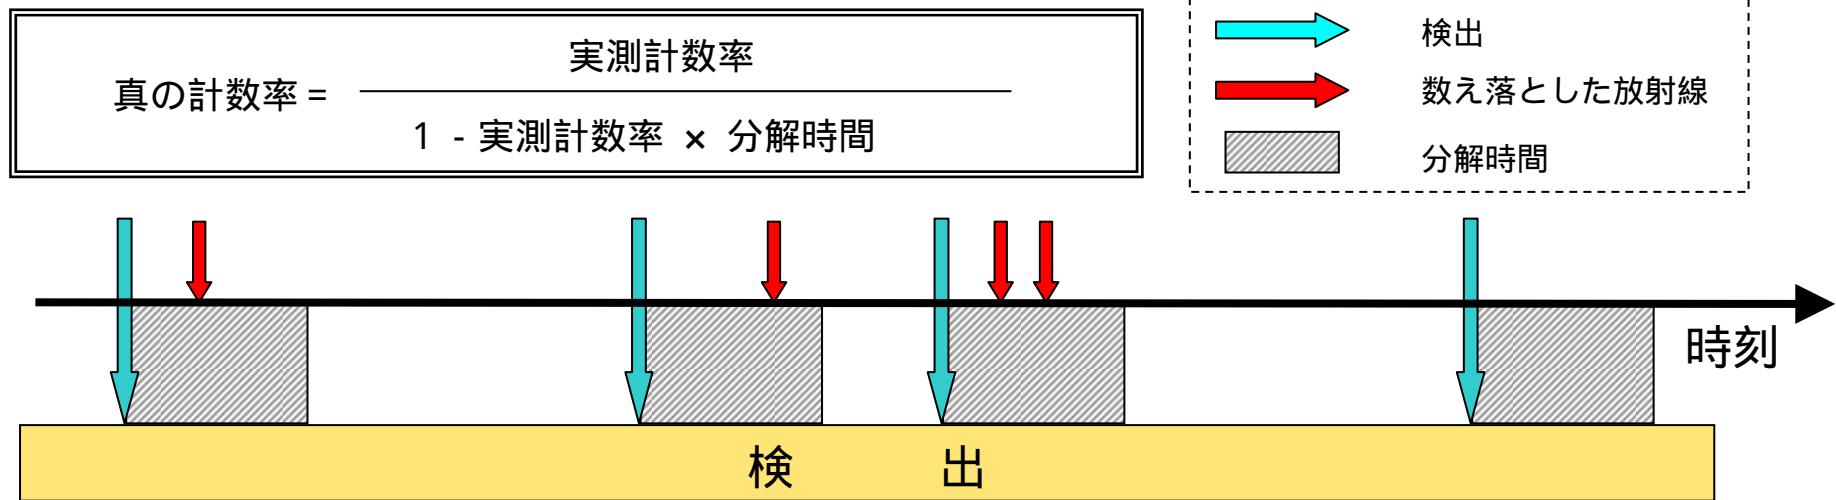 実測計数率
真の計数率 =
1 - 実測計数率 × 分解時間
検出
数え落とした放射線
分解時間
時刻
検 出